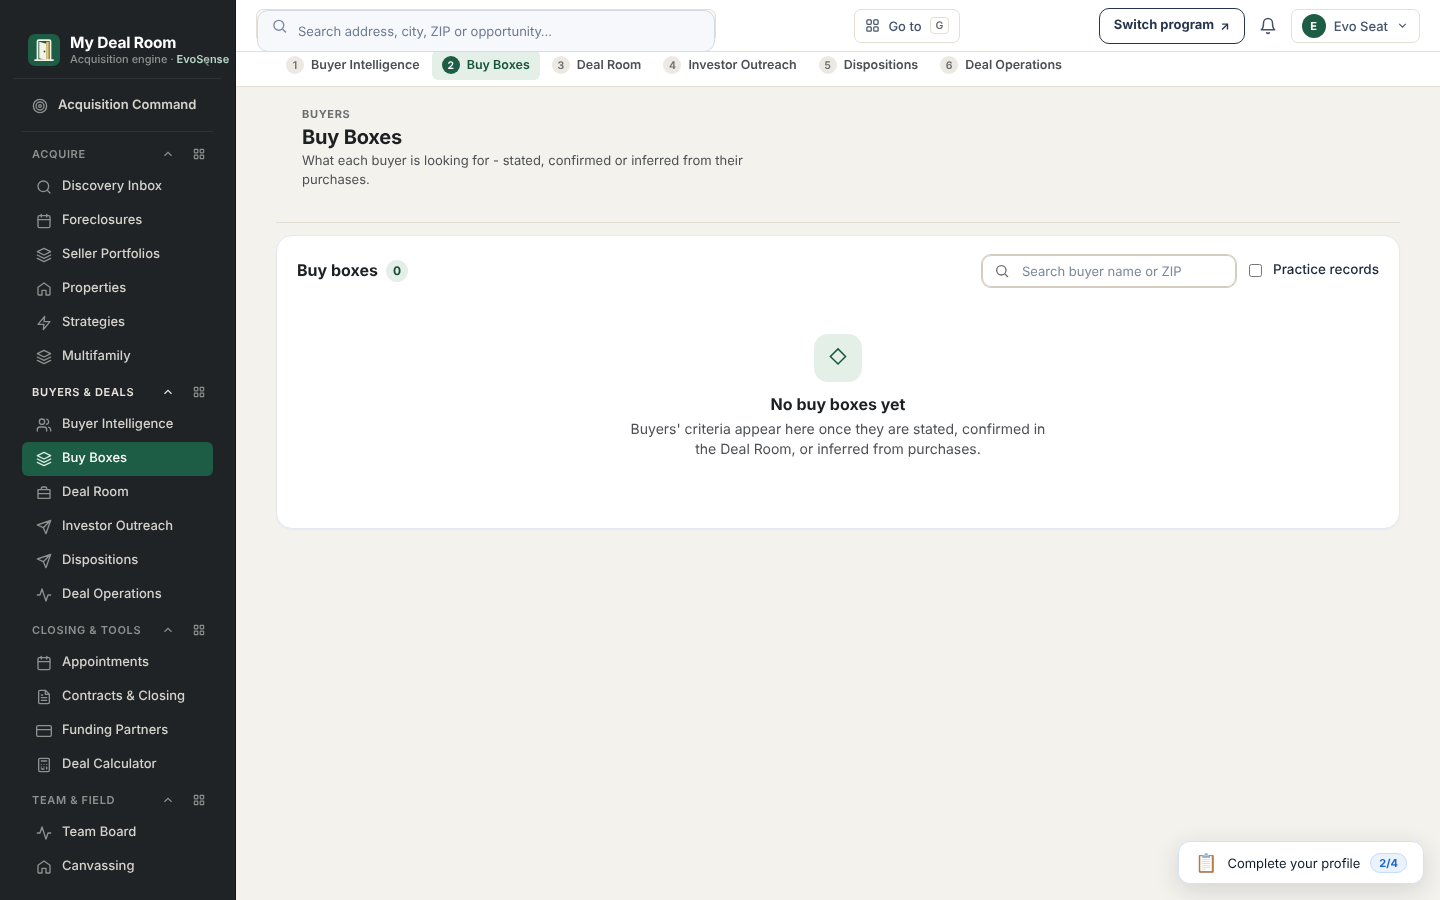 My Deal Room
Acquisition engine · EvoSense
Acquisition Command
ACQUIRE
Discovery Inbox
Foreclosures
Seller Portfolios
Properties
Strategies
Multifamily
BUYERS & DEALS
Buyer Intelligence
Buy Boxes
Deal Room
Investor Outreach
Dispositions
Deal Operations
CLOSING & TOOLS
Appointments
Contracts & Closing
Funding Partners
Deal Calculator
TEAM & FIELD
Team Board
Canvassing
Search address, city, ZIP or opportunity...
Go to G
Switch program
E Evo Seat
1 Buyer Intelligence 2 Buy Boxes 3 Deal Room 4 Investor Outreach 5 Dispositions 6 Deal Operations
BUYERS
Buy Boxes
What each buyer is looking for - stated, confirmed or inferred from their
purchases.
Buy boxes 0
Search buyer name or ZIP
Practice records
No buy boxes yet
Buyers' criteria appear here once they are stated, confirmed in
the Deal Room, or inferred from purchases.
Complete your profile 2/4